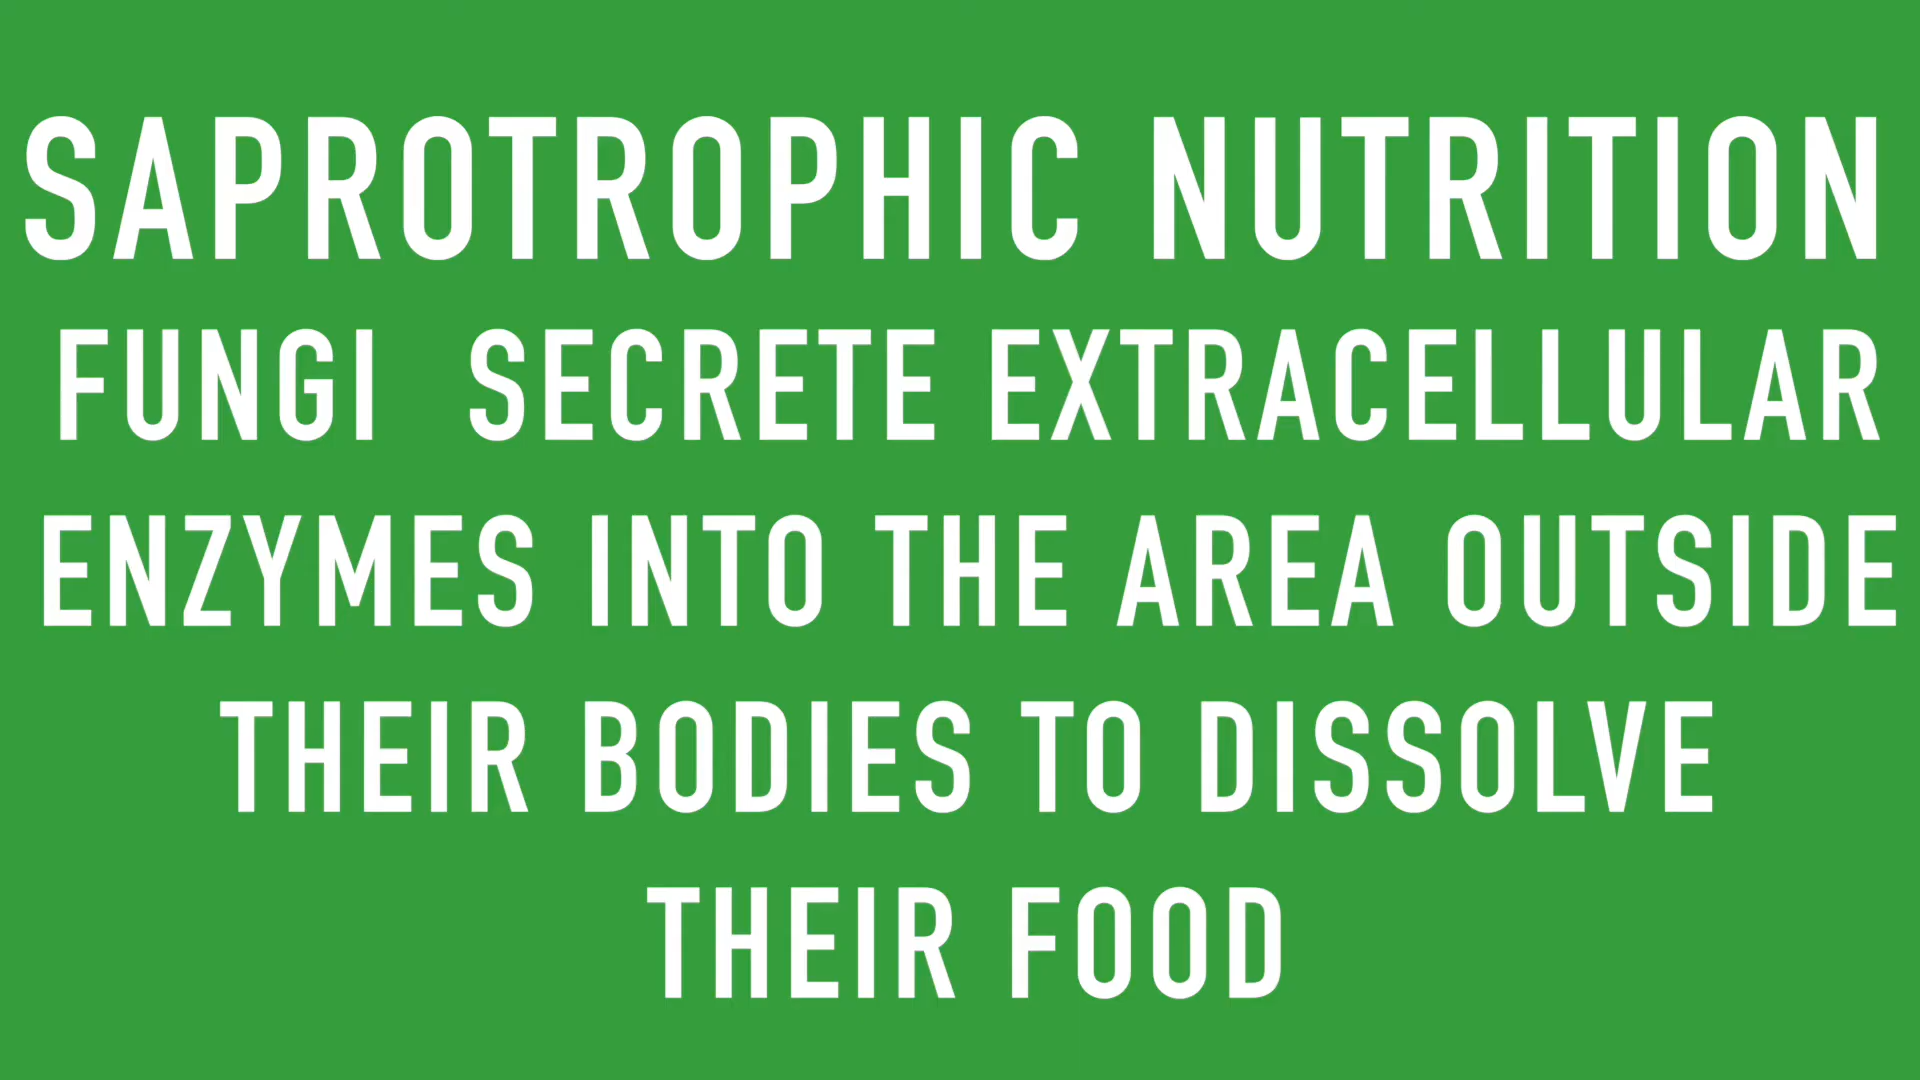 SAPROTROPHIC NUTRITION
FUNGI SECRETE EXTRACELLULAR
ENZYMES INTO THE AREA OUTSIDE
THEIR BODIES TO DISSOLVE
THEIR FOOD